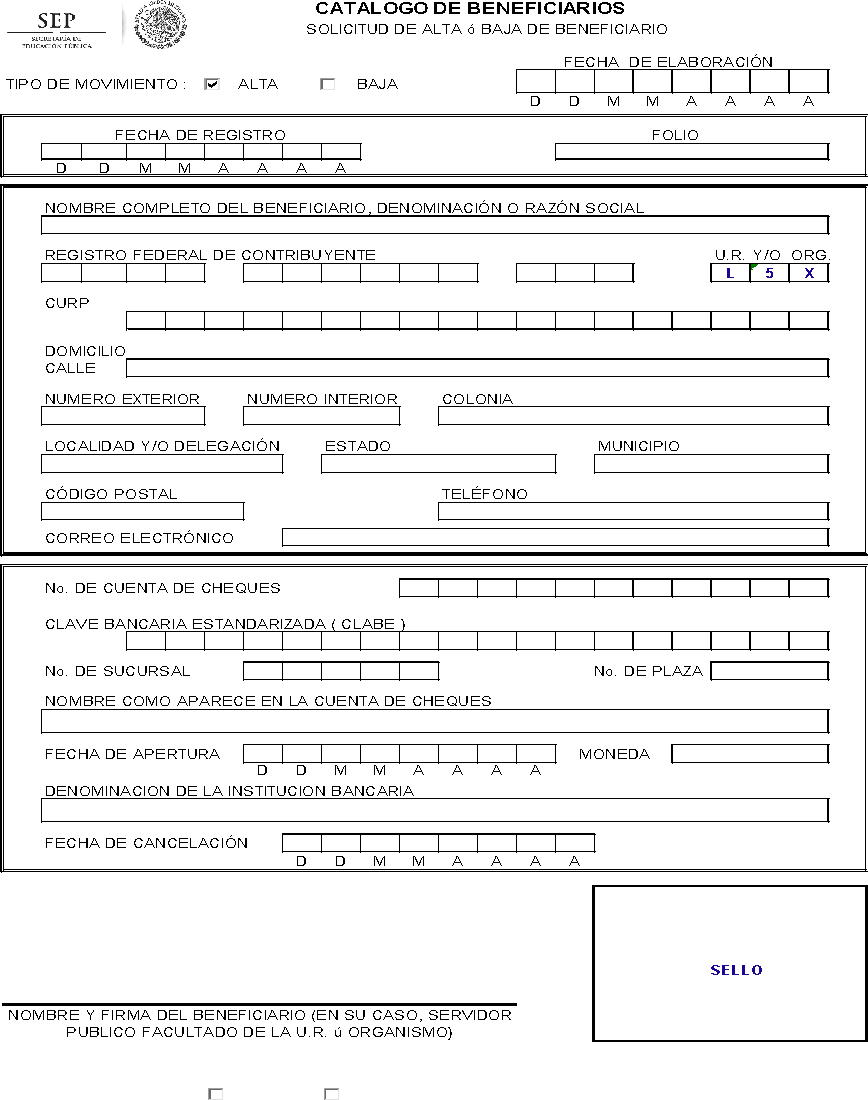 CATALOGO DE BENEFICIARIOS
SEP
SECRETARÍA DE
EDUCACIÓN PÚBLICA
SOLICITUD DE ALTA ó BAJA DE BENEFICIARIO
FECHA DE ELABORACIÓN
TIPO DE MOVIMIENTO : ALTA BAJA
D D M M A A A A
FECHA DE REGISTRO FOLIO
D D M M A A A A
NOMBRE COMPLETO DEL BENEFICIARIO, DENOMINACIÓN O RAZÓN SOCIAL
REGISTRO FEDERAL DE CONTRIBUYENTE U.R. Y/O ORG.
L 5 X
CURP
DOMICILIO
CALLE
NUMERO EXTERIOR NUMERO INTERIOR COLONIA
LOCALIDAD Y/O DELEGACIÓN ESTADO MUNICIPIO
CÓDIGO POSTAL TELÉFONO
CORREO ELECTRÓNICO
No. DE CUENTA DE CHEQUES
CLAVE BANCARIA ESTANDARIZADA ( CLABE )
No. DE SUCURSAL No. DE PLAZA
NOMBRE COMO APARECE EN LA CUENTA DE CHEQUES
FECHA DE APERTURA MONEDA
D D M M A A A A
DENOMINACION DE LA INSTITUCION BANCARIA
FECHA DE CANCELACIÓN
D D M M A A A A
SELLO
NOMBRE Y FIRMA DEL BENEFICIARIO (EN SU CASO, SERVIDOR
PUBLICO FACULTADO DE LA U.R. ú ORGANISMO)